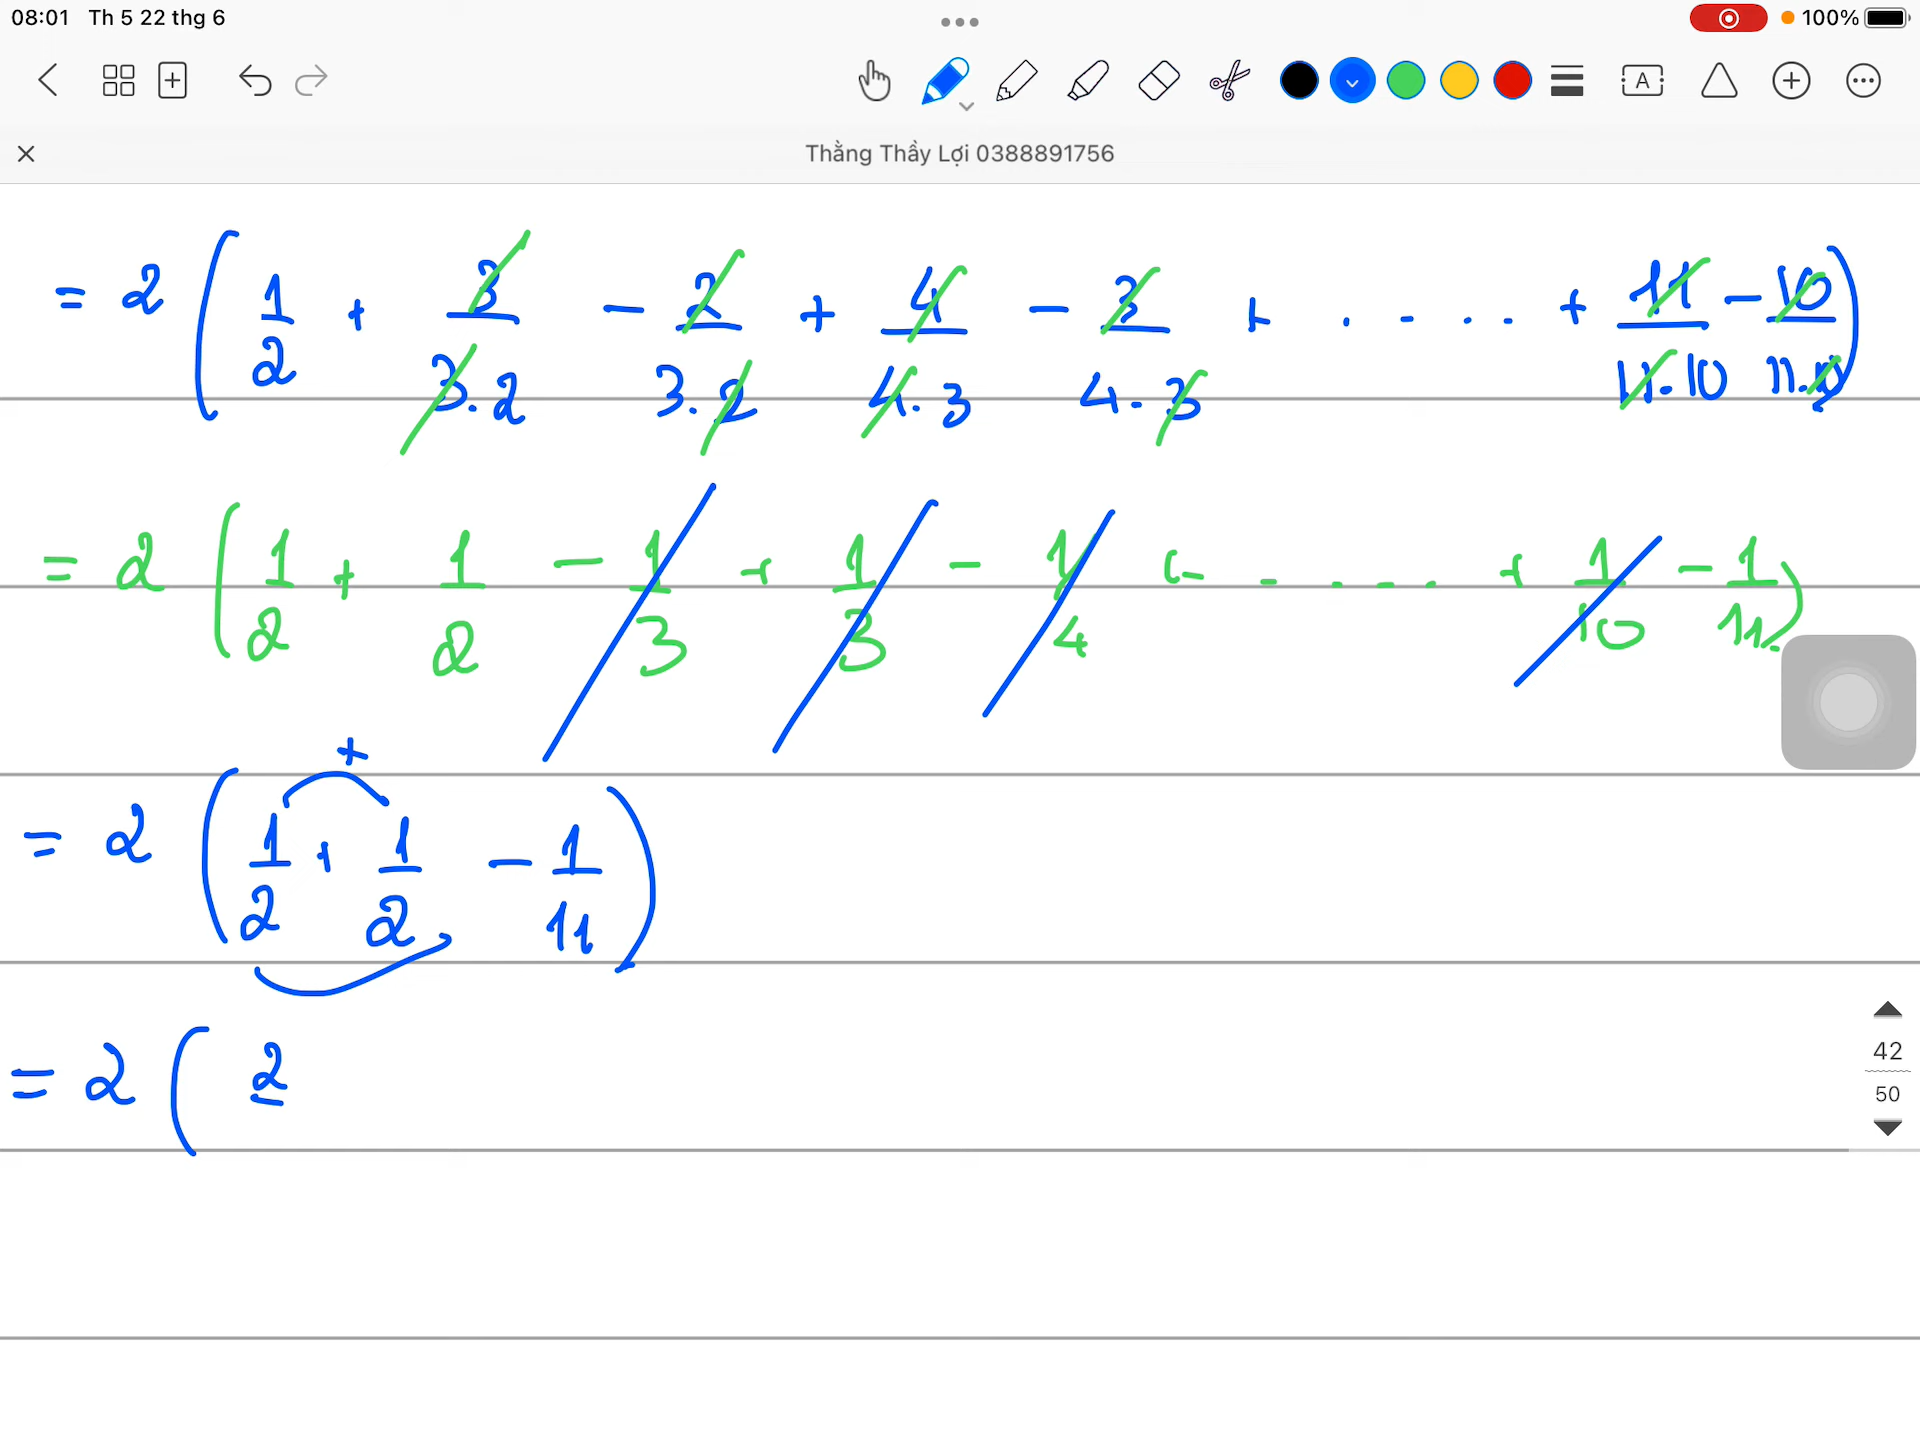 08:01 Th 5 22 thg 6
100%
A
Thằng Thầy Lợi 0388891756
= 2 ( 1/2 + 3/3.2 - 2/3.2 + 4/4.3 - 3/4.3 + . . . . + 11/11.10 - 10/11.10 )
= 2 ( 1/2 + 1/2 - 1/3 + 1/3 - 1/4 + . . . . . + 1/10 - 1/11 )
+
= 2 ( 1/2 + 1/2 - 1/11 )
= 2 ( 2
42
50